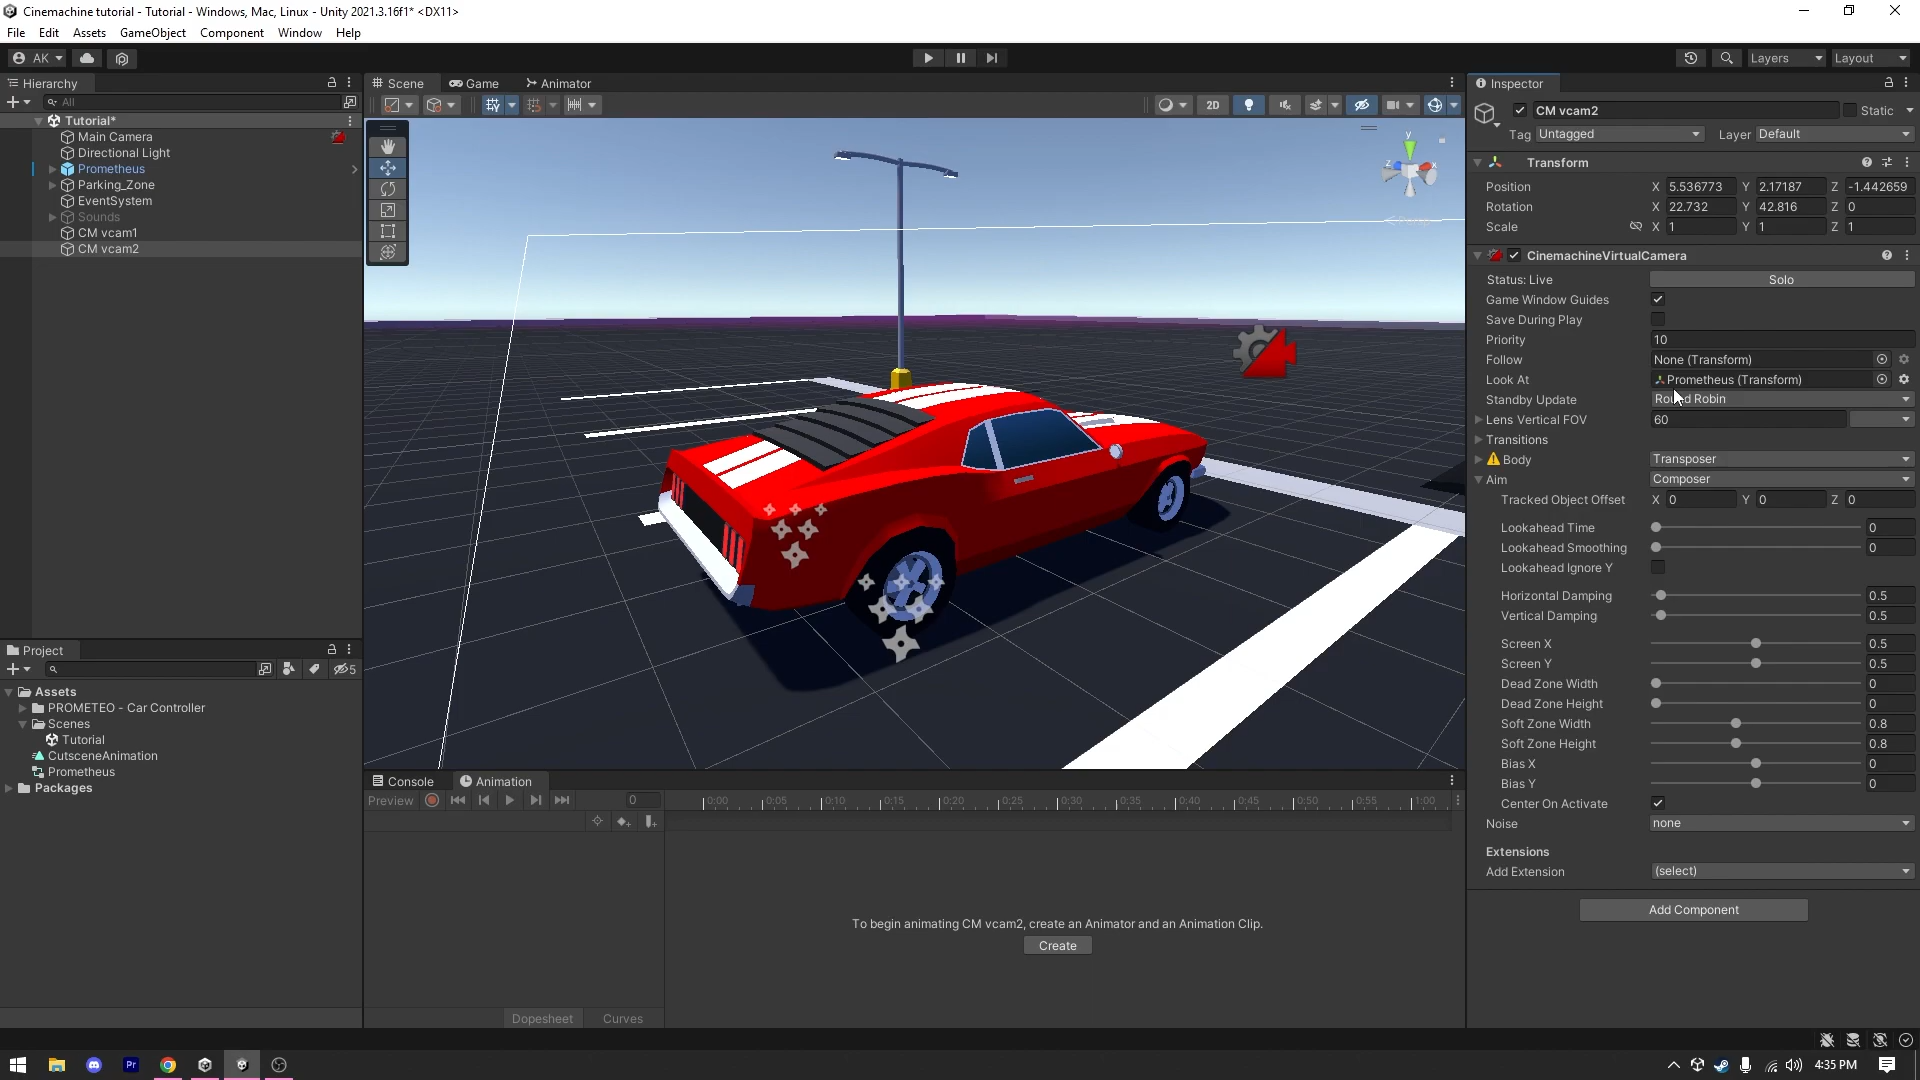 Cinemachine tutorial - Tutorial - Windows, Mac, Linux - Unity 2021.3.16f1* <DX11>
File Edit Assets GameObject Component Window Help
AK Layers Layout
Hierarchy
All
Tutorial*
Main Camera
Directional Light
Prometheus
Parking_Zone
EventSystem
Sounds
CM vcam1
CM vcam2
Project
5
Assets
PROMETEO - Car Controller
Scenes
Tutorial
CutsceneAnimation
Prometheus
Packages
Scene Game Animator
2D
y
z x
Console Animation
Preview 0 0:00 0:05 0:10 0:15 0:20 0:25 0:30 0:35 0:40 0:45 0:50 0:55 1:00
To begin animating CM vcam2, create an Animator and an Animation Clip.
Create
Dopesheet Curves
Inspector
CM vcam2 Static
Tag Untagged Layer Default
Transform
Position X 5.536773 Y 2.17187 Z -1.442659
Rotation X 22.732 Y 42.816 Z 0
Scale X 1 Y 1 Z 1
CinemachineVirtualCamera
Status: Live Solo
Game Window Guides
Save During Play
Priority 10
Follow None (Transform)
Look At Prometheus (Transform)
Standby Update Round Robin
Lens Vertical FOV 60
Transitions
Body Transposer
Aim Composer
Tracked Object Offset X 0 Y 0 Z 0
Lookahead Time 0
Lookahead Smoothing 0
Lookahead Ignore Y
Horizontal Damping 0.5
Vertical Damping 0.5
Screen X 0.5
Screen Y 0.5
Dead Zone Width 0
Dead Zone Height 0
Soft Zone Width 0.8
Soft Zone Height 0.8
Bias X 0
Bias Y 0
Center On Activate
Noise none
Extensions
Add Extension (select)
Add Component
Pr 4:35 PM